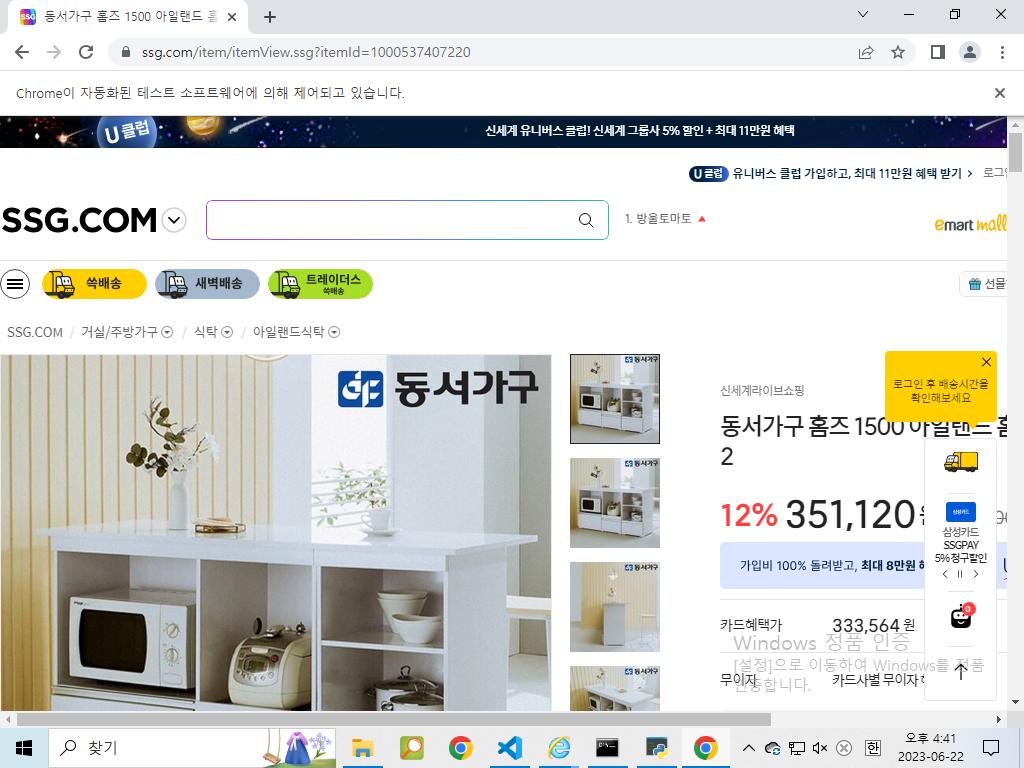 동서가구 홈즈 1500 아일랜드 홈
ssg.com/item/itemView.ssg?itemId=1000537407220
Chrome이 자동화된 테스트 소프트웨어에 의해 제어되고 있습니다.
U클럽
신세계 유니버스 클럽! 신세계 그룹사 5% 할인 + 최대 11만원 혜택
U클럽 유니버스 클럽 가입하고, 최대 11만원 혜택 받기 > 로그인
SSG.COM
1. 방울토마토
emart mall
쓱배송
새벽배송
트레이더스
쓱배송
선물
SSG.COM / 거실/주방가구 / 식탁 / 아일랜드식탁
동서가구
로그인 후 배송시간을
확인해보세요
신세계라이브쇼핑
동서가구 홈즈 1500 아일랜드 홈
2
12% 351,120원
가입비 100% 돌려받고, 최대 8만원 혜
삼성카드
SSGPAY
5% 청구할인
0
카드혜택가 333,564 원
무이자 카드사별 무이자
Windows 정품 인증
[설정]으로 이동하여 Windows를 정품
인증합니다.
찾기
한
오후 4:41
2023-06-22